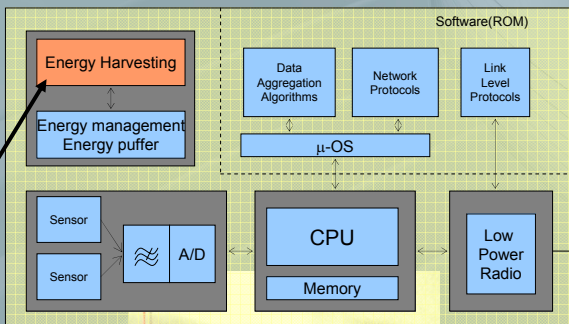 Software(ROM)
Energy Harvesting
Energy management
Energy puffer
Data
Aggregation
Algorithms
Network
Protocols
Link
Level
Protocols
μ-OS
Sensor
Sensor
A/D
CPU
Memory
Low
Power
Radio